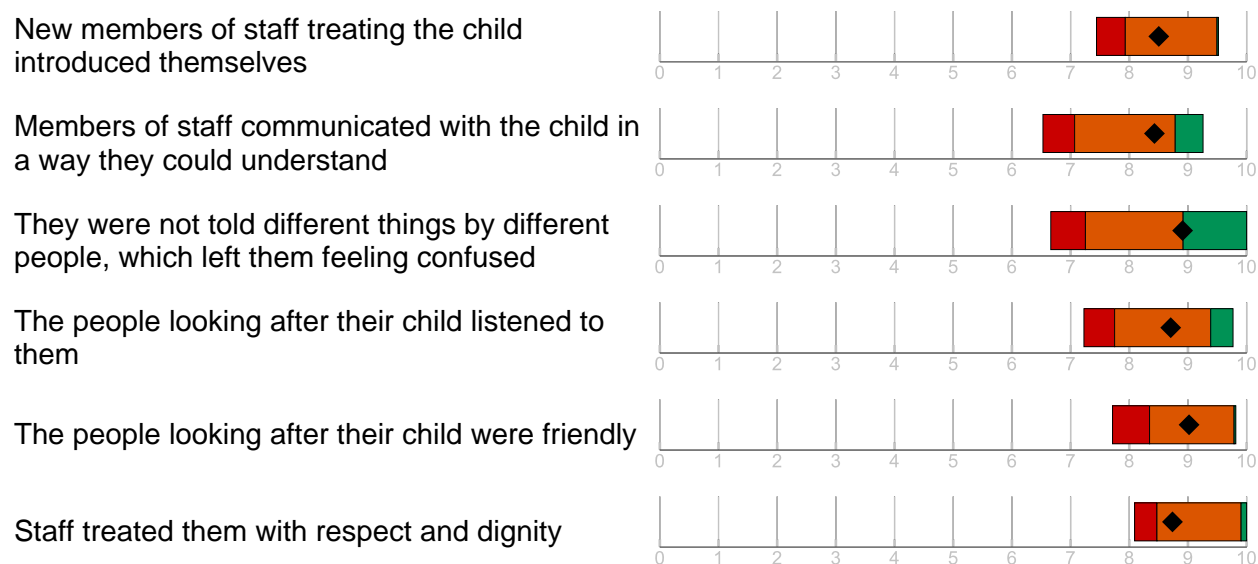 New members of staff treating the child
introduced themselves
0 1 2 3 4 5 6 7 8 9 10
Members of staff communicated with the child in
a way they could understand
0 1 2 3 4 5 6 7 8 9 10
They were not told different things by different
people, which left them feeling confused
0 1 2 3 4 5 6 7 8 9 10
The people looking after their child listened to
them
0 1 2 3 4 5 6 7 8 9 10
The people looking after their child were friendly
0 1 2 3 4 5 6 7 8 9 10
Staff treated them with respect and dignity
0 1 2 3 4 5 6 7 8 9 10